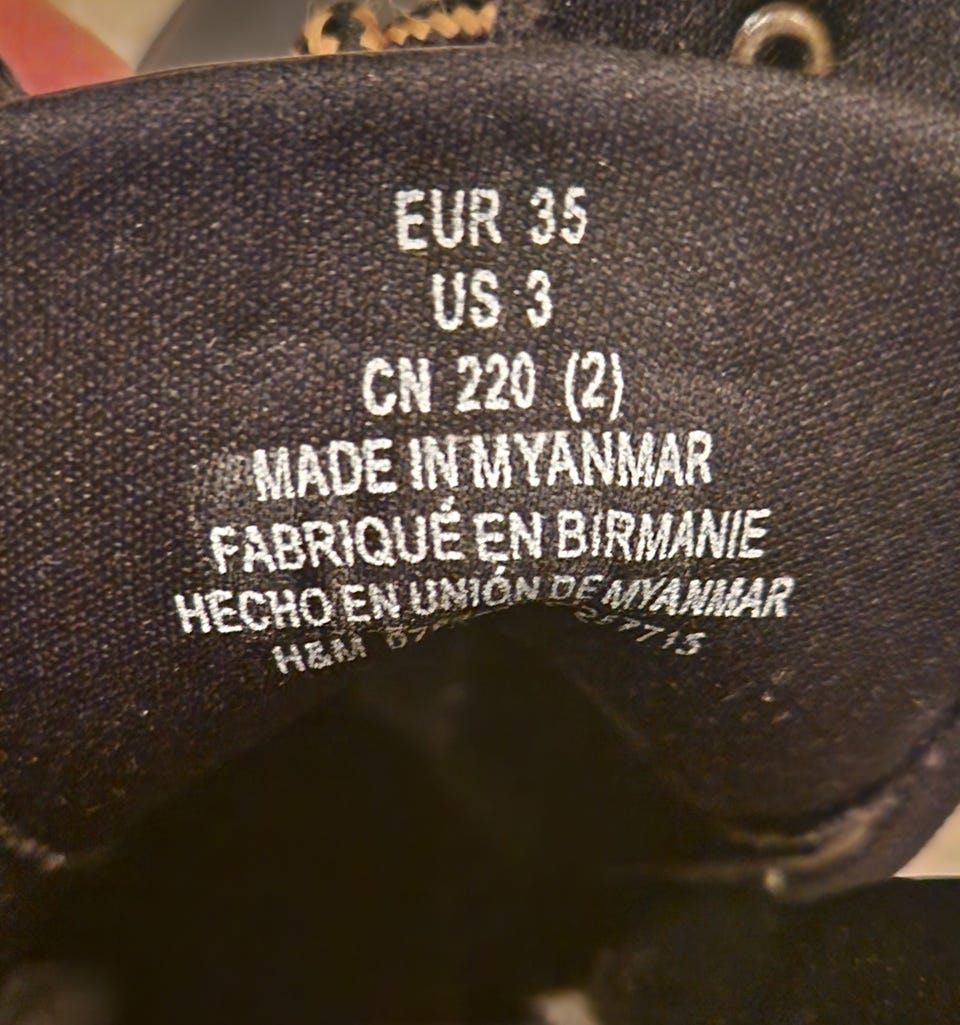 EUR 35
US 3
CN 220 (2)
MADE IN MYANMAR
FABRIQUÉ EN BIRMANIE
HECHO EN UNIÓN DE MYANMAR
H&M